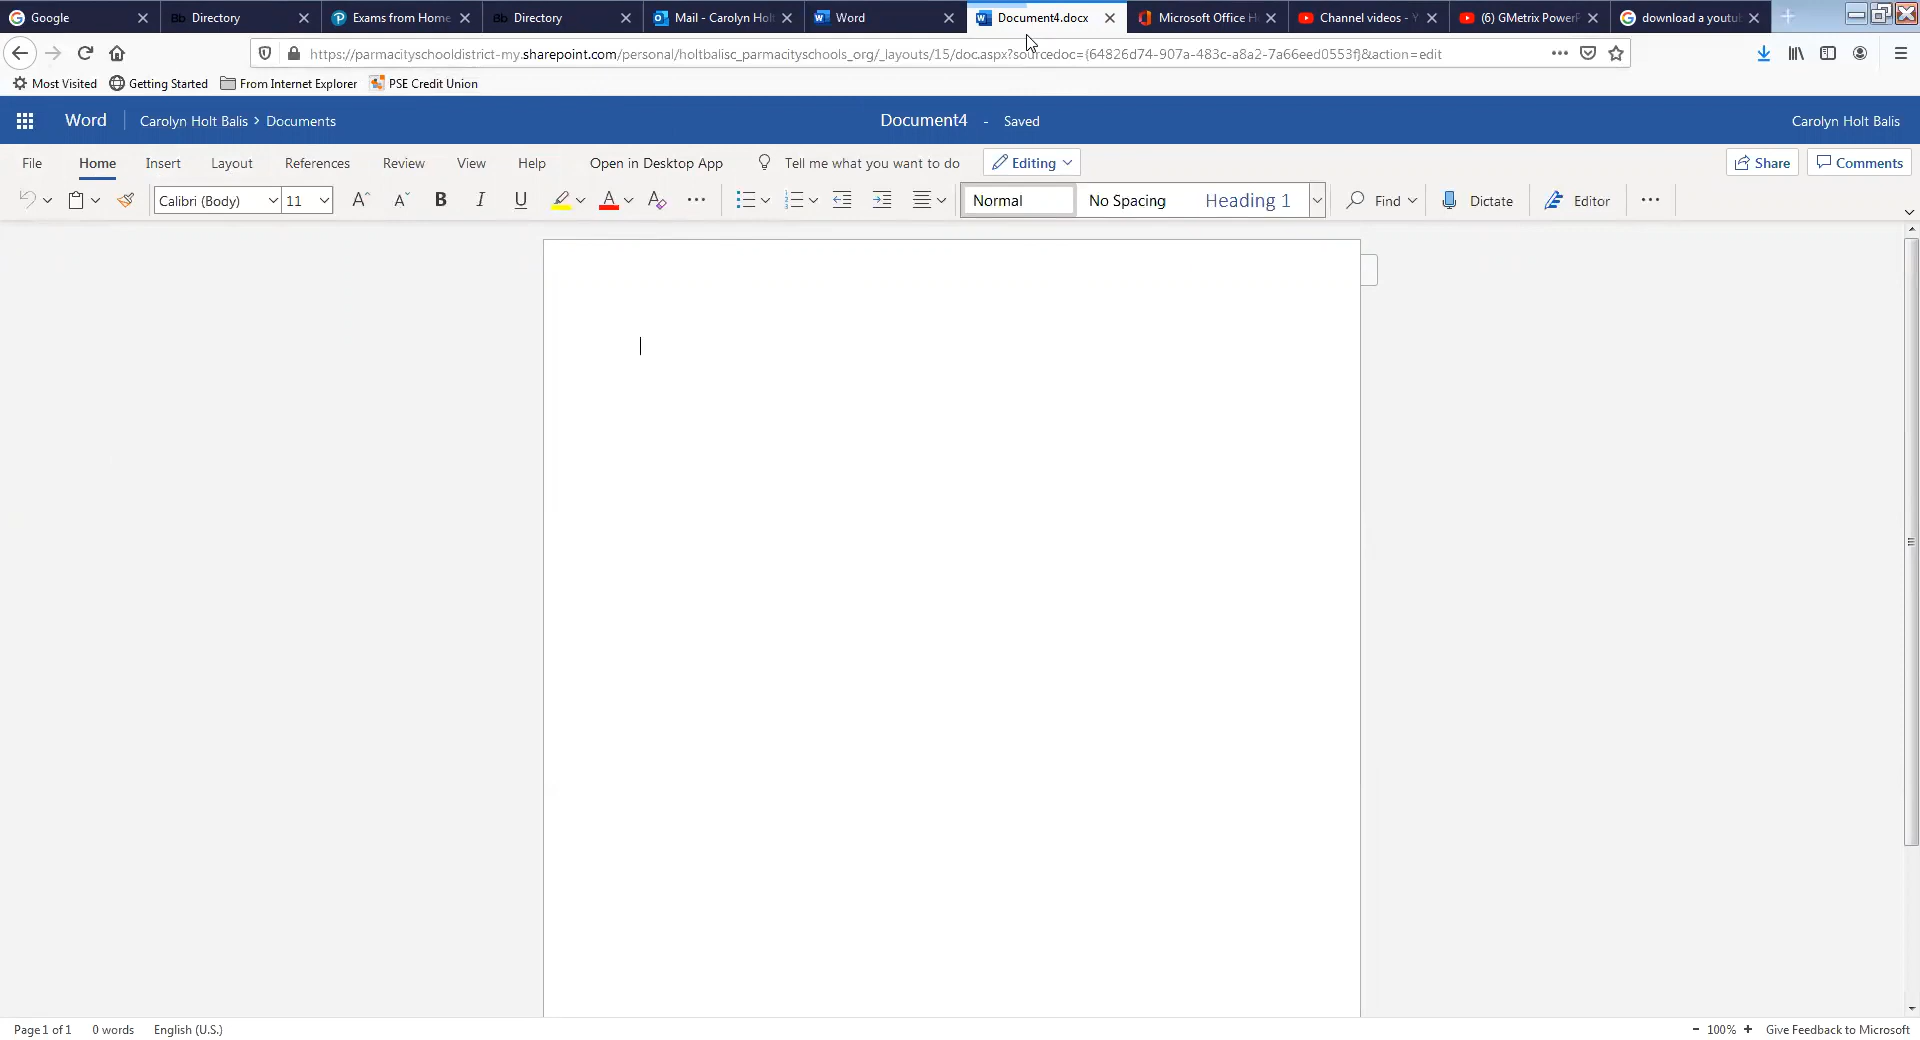 Google
Directory
Exams from Home
Directory
Mail - Carolyn Hol
Word
Document4.docx
Microsoft Office H
Channel videos - Y
(6) GMetrix PowerP
download a youtu
https://parmacityschooldistrict-my.sharepoint.com/personal/holtbalisc_parmacityschools_org/_layouts/15/doc.aspx?sourcedoc={64826d74-907a-483c-a8a2-7a66eed0553f}&action=edit
Most Visited
Getting Started
From Internet Explorer
PSE Credit Union
Word
Carolyn Holt Balis > Documents
Document4 - Saved
Carolyn Holt Balis
File
Home
Insert
Layout
References
Review
View
Help
Open in Desktop App
Tell me what you want to do
Editing
Share
Comments
Calibri (Body)
11
B
I
U
Normal
No Spacing
Heading 1
Find
Dictate
Editor
Page 1 of 1
0 words
English (U.S.)
- 100% +
Give Feedback to Microsoft